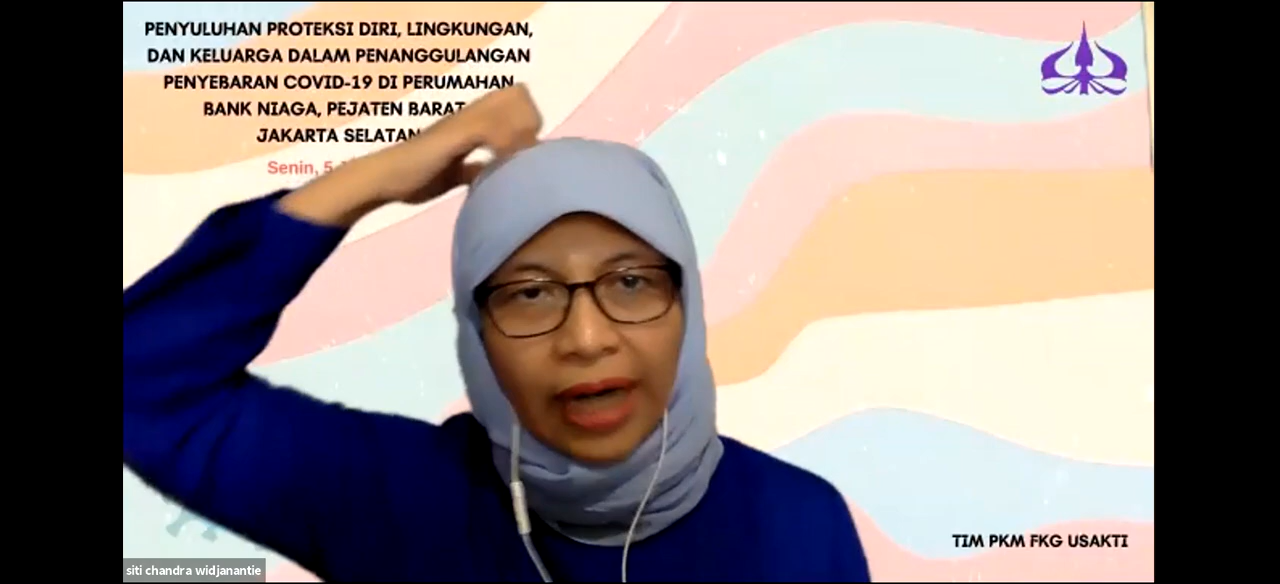 PENYULUHAN PROTEKSI DIRI, LINGKUNGAN,
DAN KELUARGA DALAM PENANGGULANGAN
PENYEBARAN COVID-19 DI PERUMAHAN
BANK NIAGA, PEJATEN BARAT
JAKARTA SELATAN
Senin, 5
TIM PKM FKG USAKTI
siti chandra widjanantie